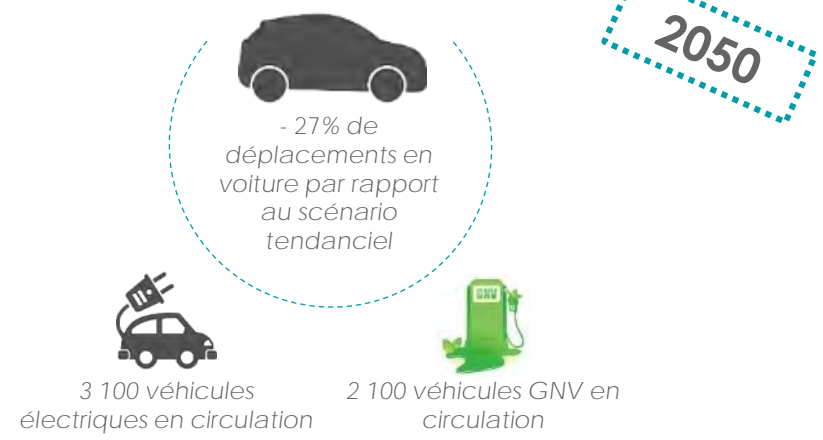 2050
- 27% de
déplacements en
voiture par rapport
au scénario
tendanciel
GNV
3 100 véhicules
électriques en circulation
2 100 véhicules GNV en
circulation